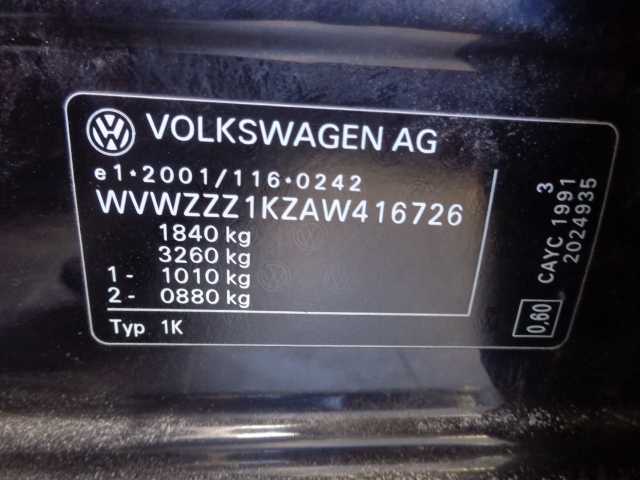 VOLKSWAGEN AG
e1*2001/116*0242
WVWZZZ1KZAW416726
1840 kg
3260 kg
1- 1010 kg
2- 0880 kg
Typ 1K
3
CAYC 1991
2024935
0,60